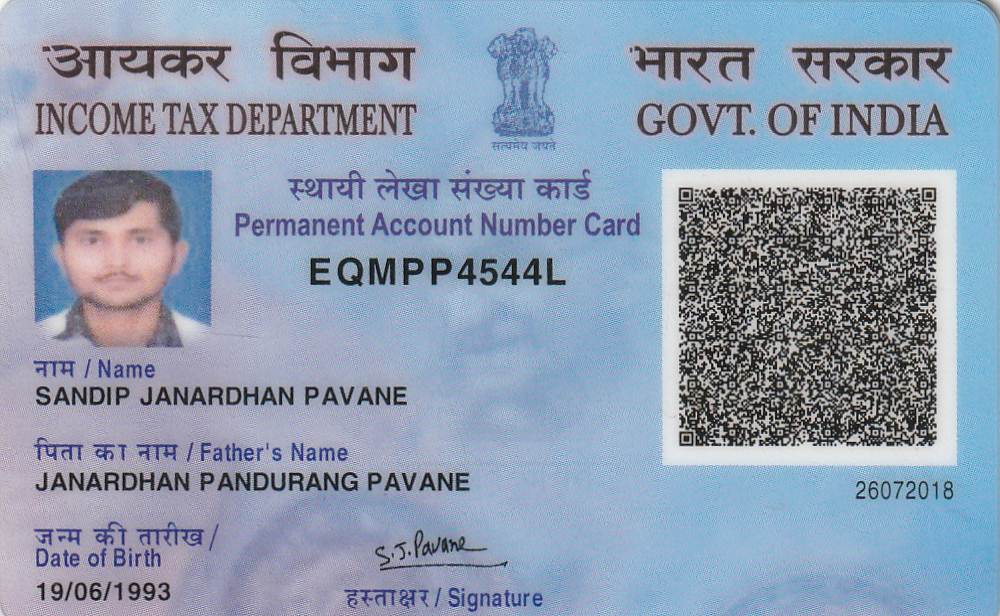 आयकर विभाग
INCOME TAX DEPARTMENT
सत्यमेव जयते
भारत सरकार
GOVT. OF INDIA
स्थायी लेखा संख्या कार्ड
Permanent Account Number Card
EQMPP4544L
नाम / Name
SANDIP JANARDHAN PAVANE
पिता का नाम / Father's Name
JANARDHAN PANDURANG PAVANE
26072018
जन्म की तारीख /
Date of Birth
19/06/1993
S.J.Pavane
हस्ताक्षर / Signature